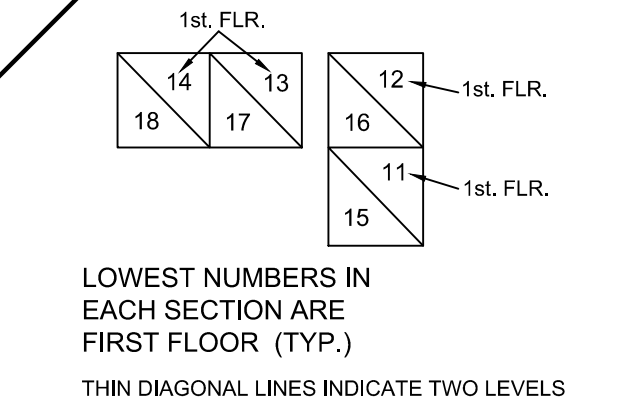 1st. FLR.
14
13
18
17
12
1st. FLR.
16
11
1st. FLR.
15
LOWEST NUMBERS IN
EACH SECTION ARE
FIRST FLOOR (TYP.)
THIN DIAGONAL LINES INDICATE TWO LEVELS